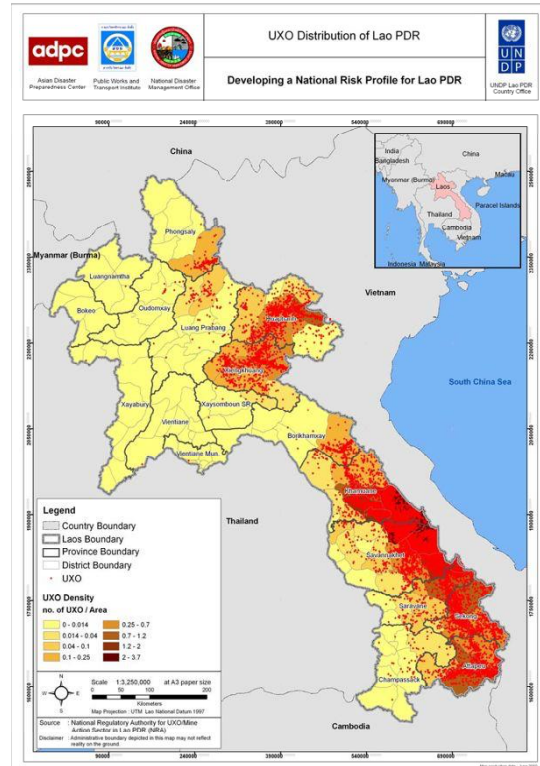 adpc
Asian Disaster
Preparedness Center
Public Works and
Transport Institute
National Disaster
Management Office
UXO Distribution of Lao PDR
Developing a National Risk Profile for Lao PDR
U N
D P
UNDP Lao PDR
Country Office
China
India
Bangladesh
China
Myanmar (Burma)
Laos
Paracel Islands
Thailand
Cambodia
Vietnam
Indonesia
Malaysia
Phongsaly
Myanmar (Burma)
Luangnamtha
Vietnam
Bokeo
Oudomxay
Luang Prabang
Xayabury
Xaysomboun SR
South China Sea
Vientiane
Borikhamxay
Vientiane Mun.
Khamuane
Thailand
Savannakhet
Saravane
Sekong
Champassack
Attapeu
Cambodia
Legend
Country Boundary
Laos Boundary
Province Boundary
District Boundary
UXO
UXO Density
no. of UXO / Area
0 - 0.014
0.25 - 0.7
0.014 - 0.04
0.7 - 1.2
0.04 - 0.1
1.2 - 2
0.1 - 0.25
2 - 3.7
N
W
E
S
Scale 1:3,250,000 at A3 paper size
0 50 100 200
Kilometers
Map Projection : UTM Lao National Datum 1997
Source : National Regulatory Authority for UXO/Mine
Action Sector in Lao PDR (NRA)
Disclaimer : Administrative boundary depicted in this map may not reflect
reality on the ground.